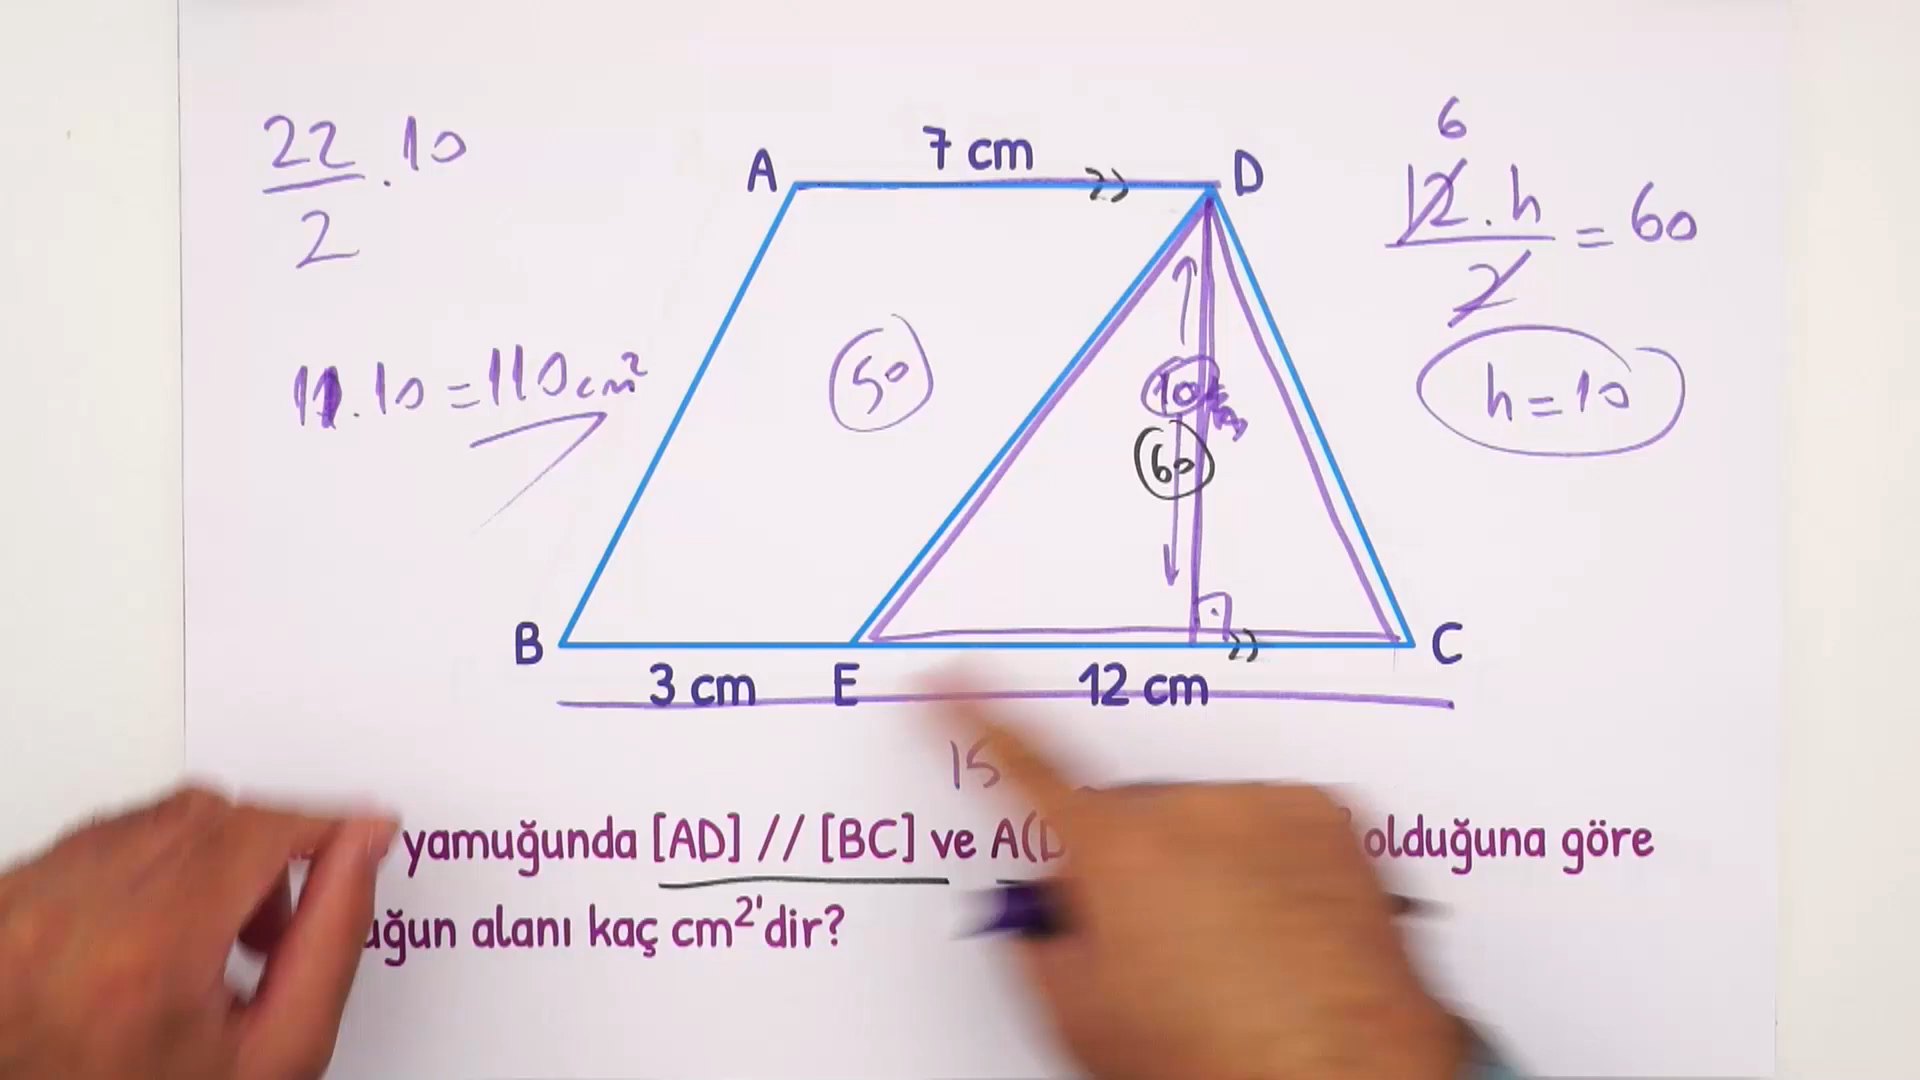 22
2 . 10
11.10 = 110 cm²
7 cm
A
D
50
10
60
6
12 . h
2
= 60
h = 10
B
C
3 cm
E
12 cm
15
yamuğunda [AD] // [BC] ve A(D olduğuna göre
alanı kaç cm²'dir?